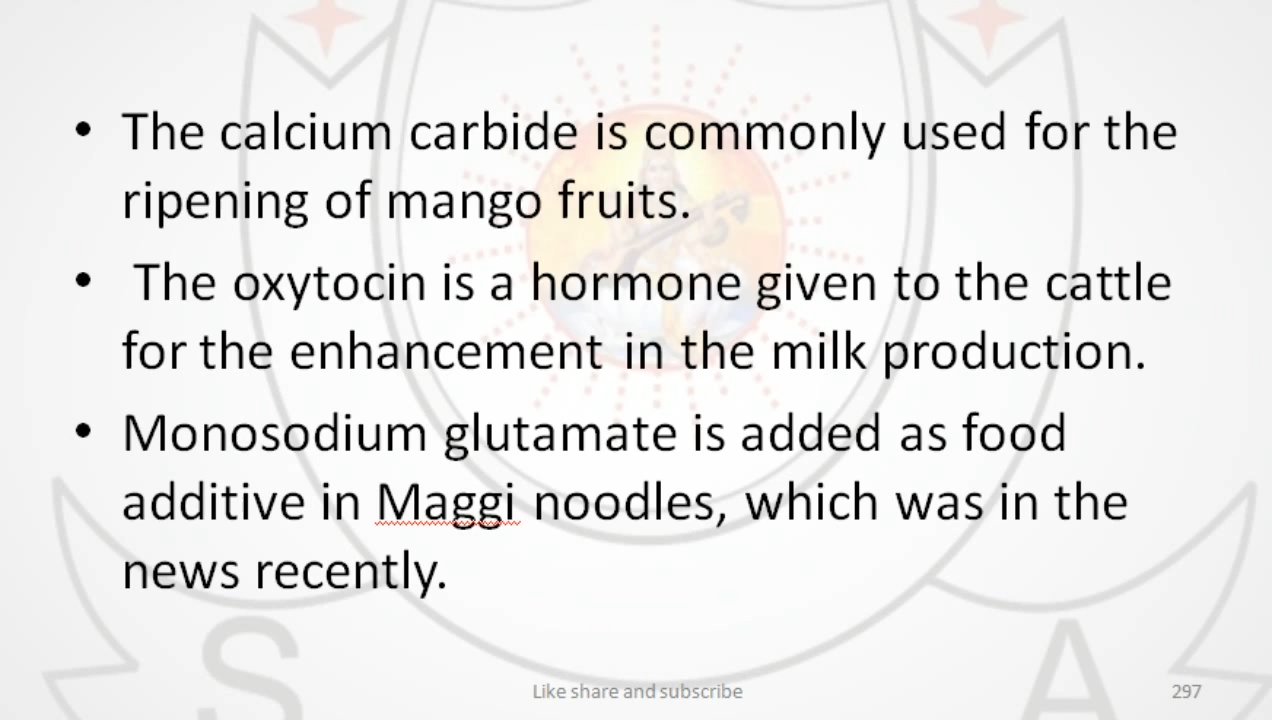 • The calcium carbide is commonly used for the
ripening of mango fruits.
• The oxytocin is a hormone given to the cattle
for the enhancement in the milk production.
• Monosodium glutamate is added as food
additive in Maggi noodles, which was in the
news recently.
S A
Like share and subscribe 297